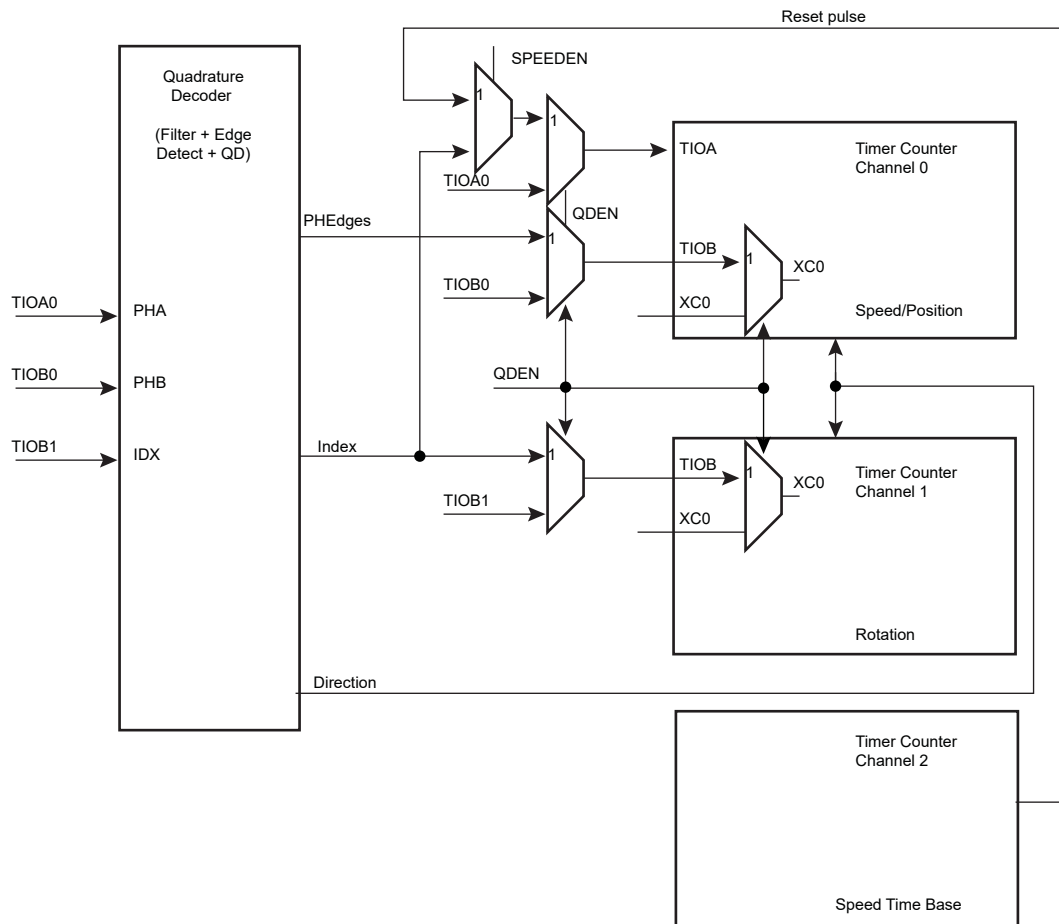 Reset pulse
Quadrature
Decoder
(Filter + Edge
Detect + QD)
SPEEDEN
1
1
TIOA
Timer Counter
Channel 0
TIOA0
QDEN
PHEdges
1
TIOB
1
XC0
TIOB0
XC0
Speed/Position
TIOA0
PHA
TIOB0
PHB
QDEN
TIOB1
IDX
Index
1
TIOB
1
XC0
Timer Counter
Channel 1
TIOB1
XC0
Rotation
Direction
Timer Counter
Channel 2
Speed Time Base